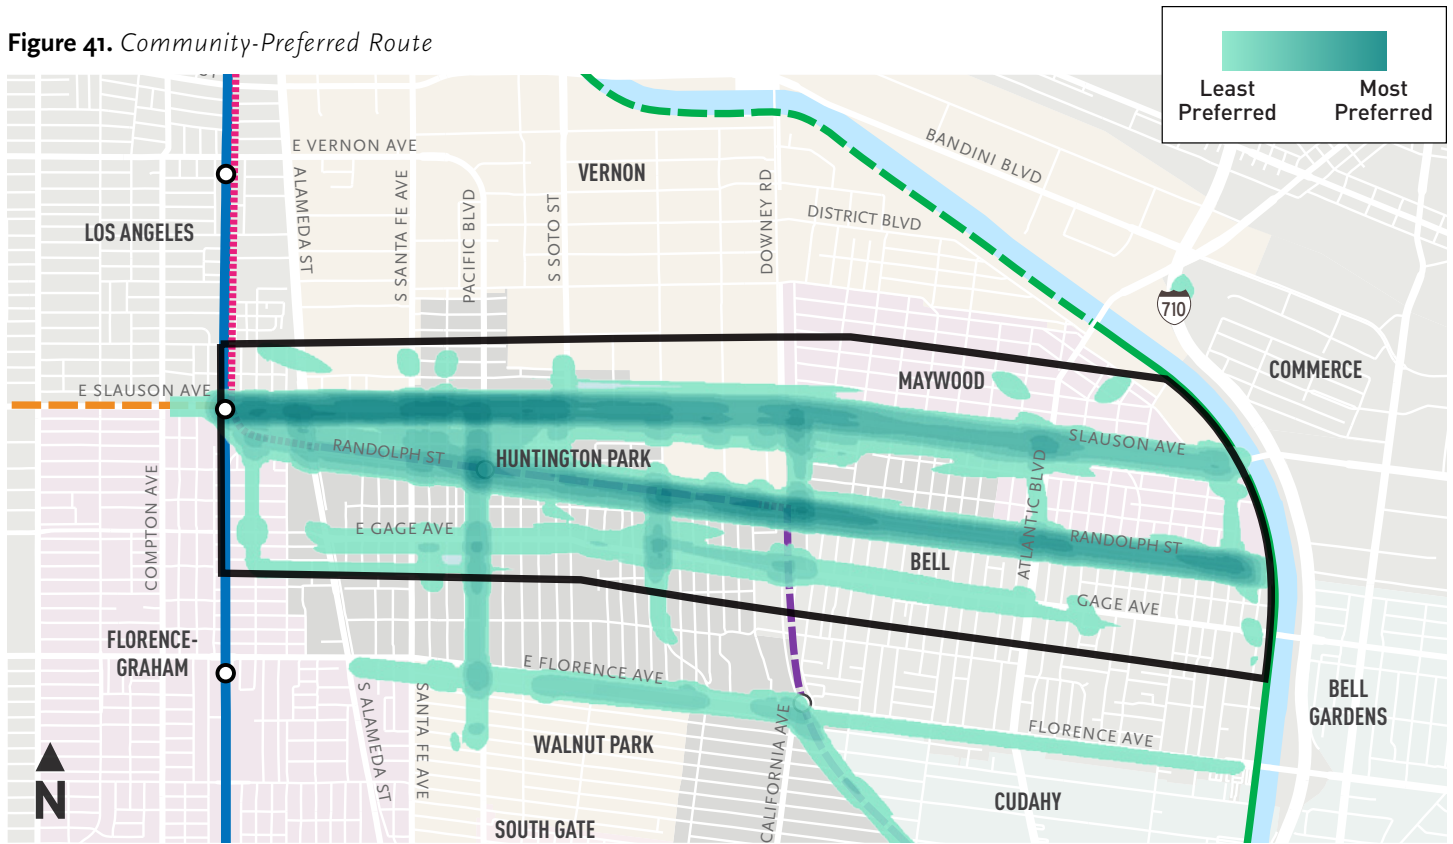 Figure 41. Community-Preferred Route
Least
Preferred
Most
Preferred
E VERNON AVE
VERNON
BANDINI BLVD
ALAMEDA ST
S SANTA FE AVE
PACIFIC BLVD
S SOTO ST
DOWNEY RD
DISTRICT BLVD
LOS ANGELES
710
COMMERCE
E SLAUSON AVE
MAYWOOD
SLAUSON AVE
RANDOLPH ST
HUNTINGTON PARK
COMPTON AVE
E GAGE AVE
ATLANTIC BLVD
RANDOLPH ST
BELL
GAGE AVE
FLORENCE-
GRAHAM
E FLORENCE AVE
S ALAMEDA ST
SANTA FE AVE
BELL
GARDENS
WALNUT PARK
CALIFORNIA AVE
FLORENCE AVE
N
CUDAHY
SOUTH GATE